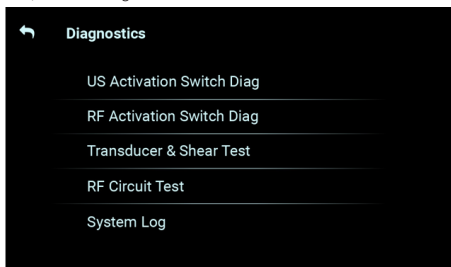 Diagnostics
US Activation Switch Diag
RF Activation Switch Diag
Transducer & Shear Test
RF Circuit Test
System Log